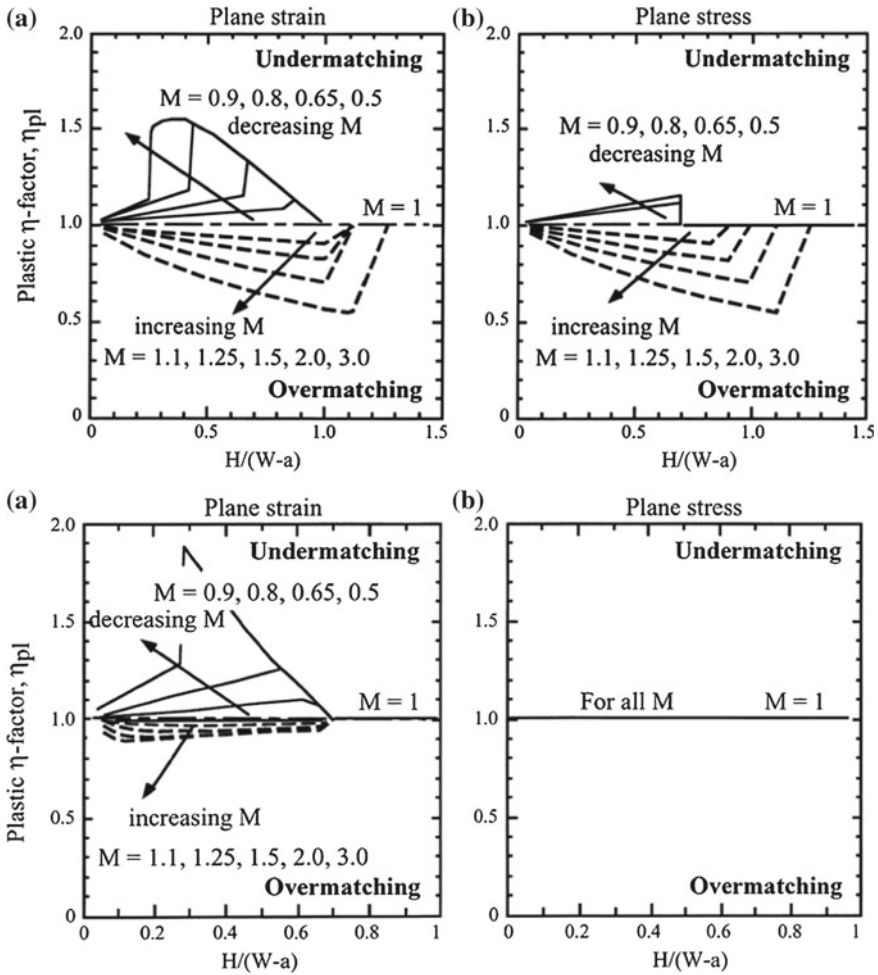 (a)
Plane strain
2.0
Undermatching
M = 0.9, 0.8, 0.65, 0.5
decreasing M
1.5
Plastic η-factor, ηpl
1.0
M = 1
0.5
increasing M
M = 1.1, 1.25, 1.5, 2.0, 3.0
Overmatching
0
0
0.5
1.0
1.5
H/(W-a)
(b)
Plane stress
2.0
Undermatching
M = 0.9, 0.8, 0.65, 0.5
decreasing M
1.5
1.0
M = 1
0.5
increasing M
M = 1.1, 1.25, 1.5, 2.0, 3.0
Overmatching
0
0
0.5
1.0
1.5
H/(W-a)
(a)
Plane strain
2.0
Undermatching
M = 0.9, 0.8, 0.65, 0.5
decreasing M
1.5
Plastic η-factor, ηpl
1.0
M = 1
0.5
increasing M
M = 1.1, 1.25, 1.5, 2.0, 3.0
Overmatching
0
0
0.2
0.4
0.6
0.8
1
H/(W-a)
(b)
Plane stress
2.0
Undermatching
1.5
1.0
For all M
M = 1
0.5
Overmatching
0
0
0.2
0.4
0.6
0.8
1
H/(W-a)